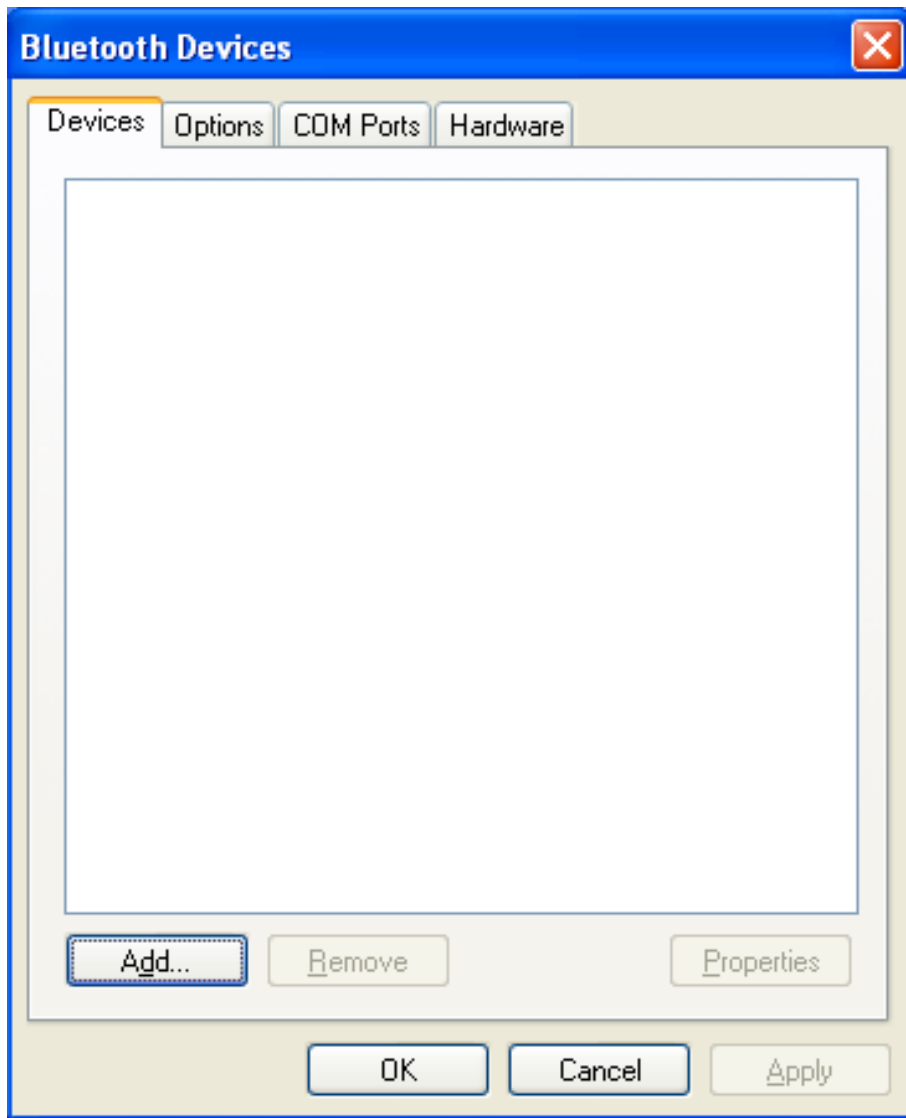 Bluetooth Devices
Devices Options COM Ports Hardware
Add... Remove Properties
OK Cancel Apply